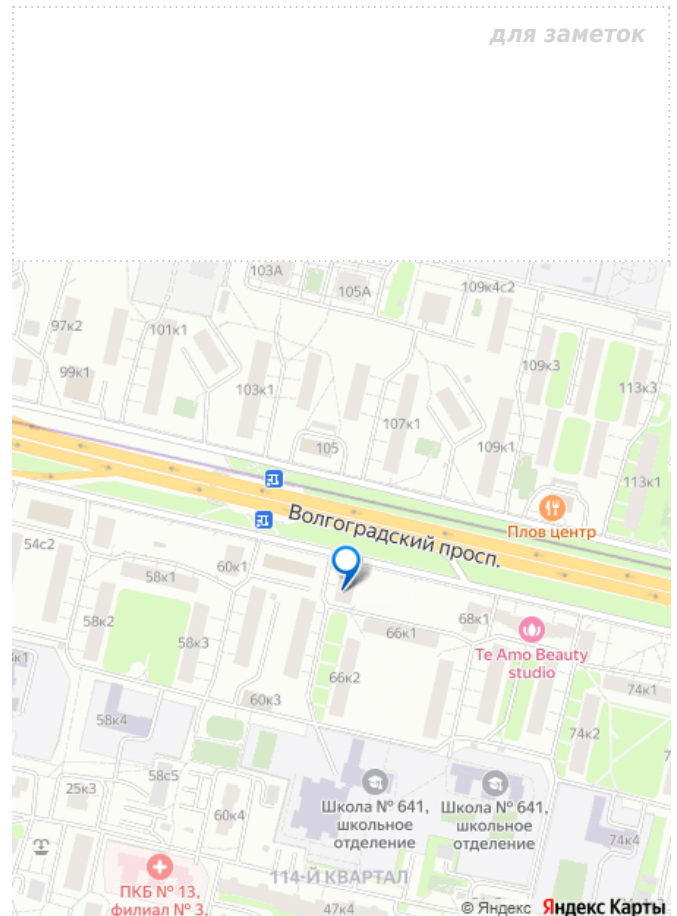 для заметок
103А
105А
109к4с2
97к2
101к1
99к1
109к3
103к1
113к3
107к1
105
109к1
113к1
Плов центр
Волгоградский просп.
54с2
60к1
58к1
58к2
68к1
66к1
58к3
Te Amo Beauty
studio
к1
66к2
74к1
60к3
58к4
74к2
7
58с5
25к3
Школа № 641,
школьное
отделение
Школа № 641,
школьное
отделение
60к4
74к4
ПКБ № 13,
филиал № 3,
114-Й КВАРТАЛ
47к4
© Яндекс Яндекс Карты